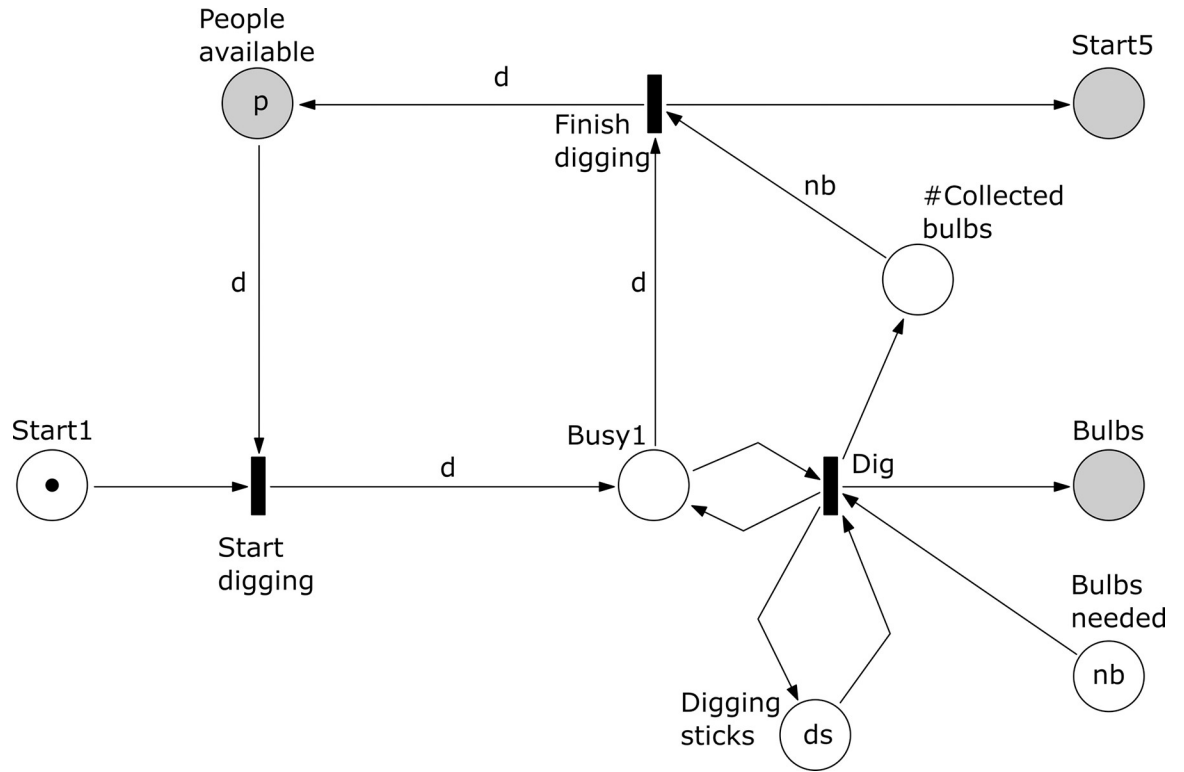 People
available
Start5
d
p
Finish
digging
nb
#Collected
bulbs
d
d
Start1
Busy1
Bulbs
d
Dig
Start
digging
Bulbs
needed
nb
Digging
sticks
ds